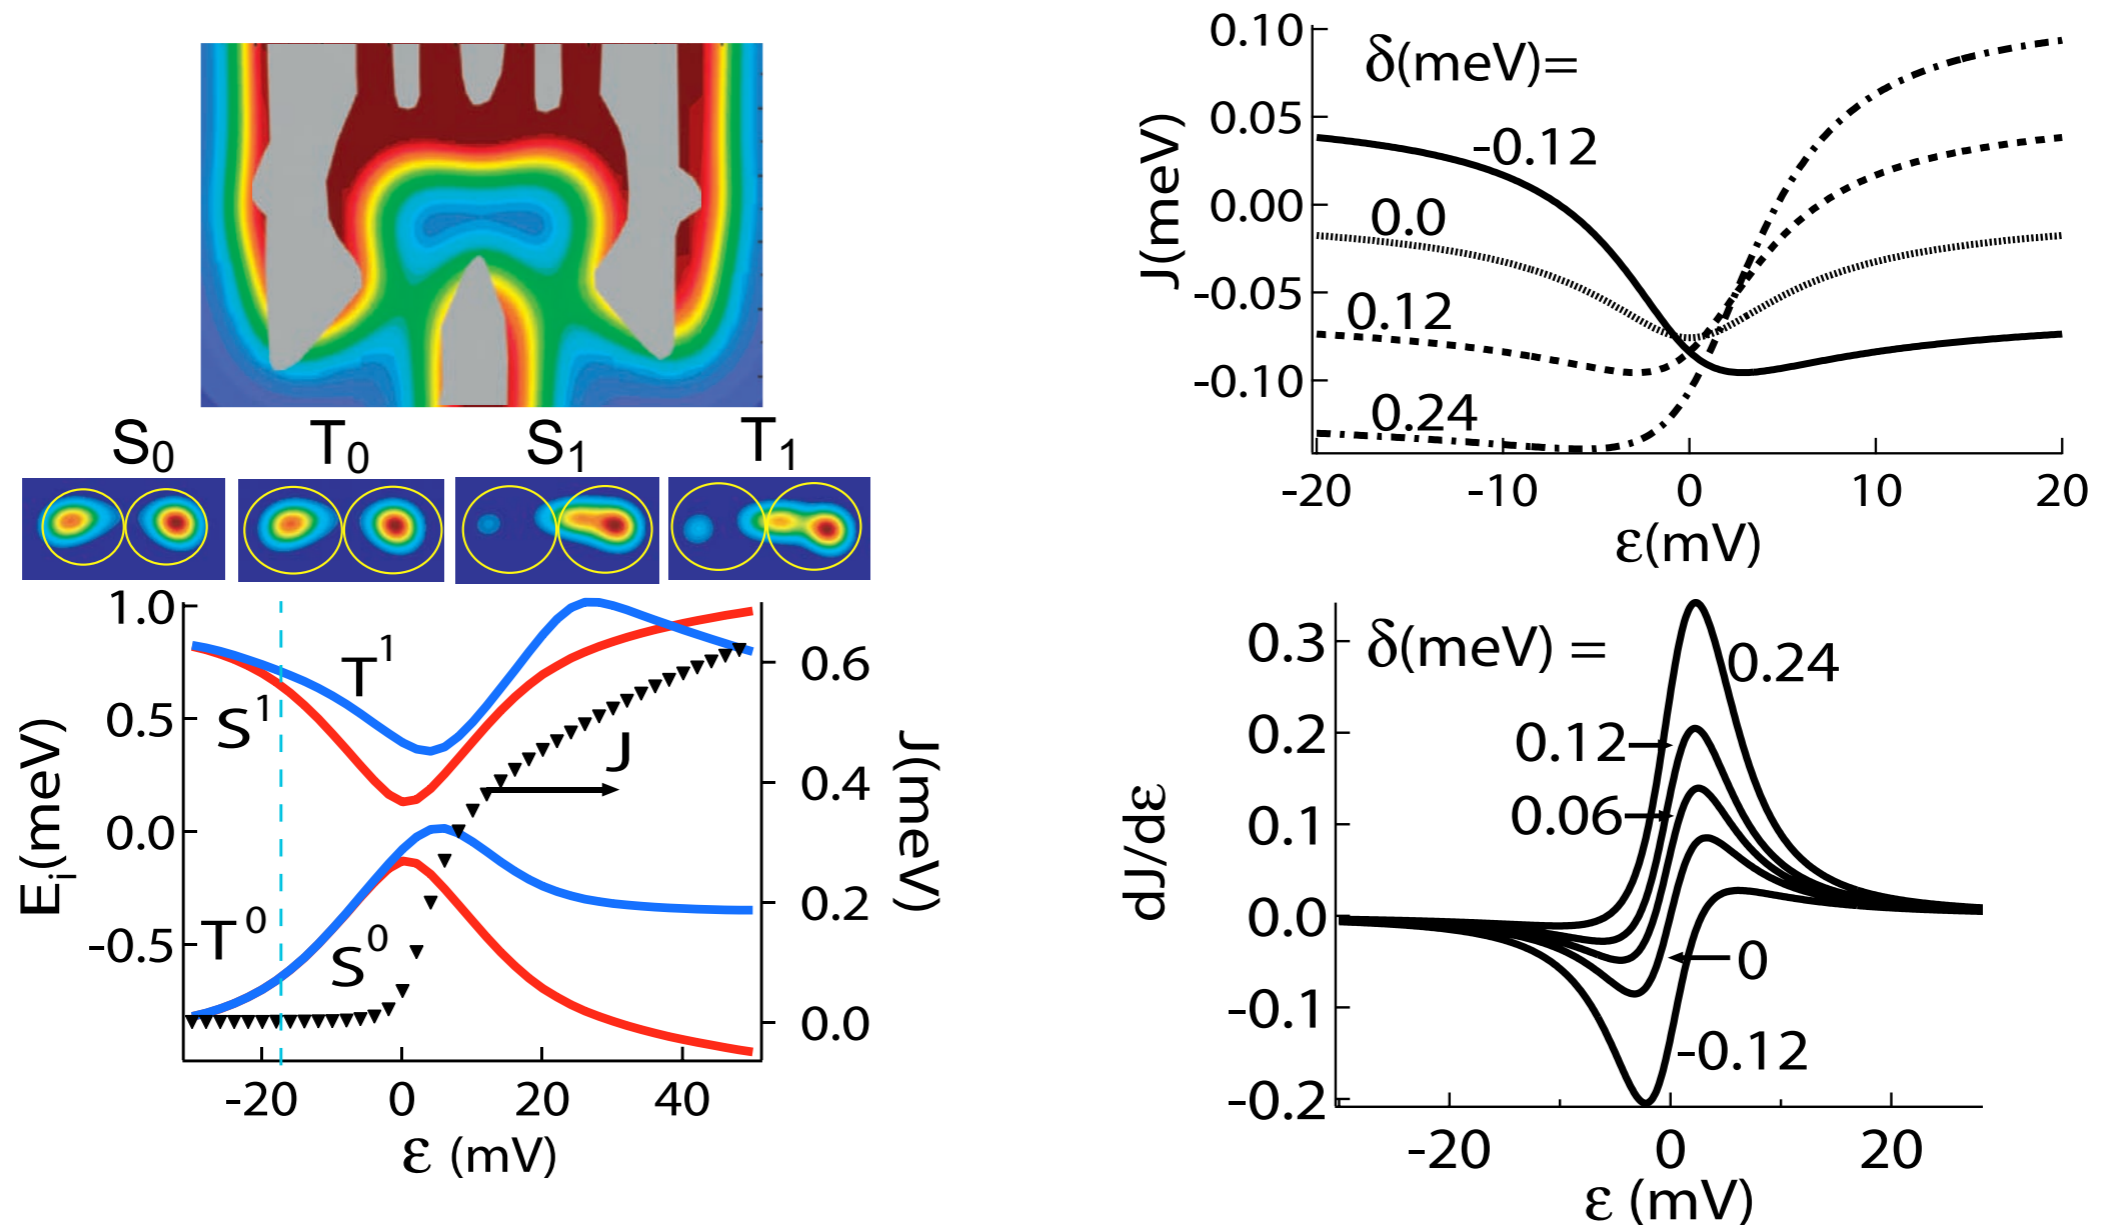 S0 T0 S1 T1
1.0
0.5
0.0
-0.5
Ei(meV)
T1
S1
T0
S0
J
0.6
0.4
0.2
0.0
J(meV)
-20 0 20 40
ε (mV)
0.10
0.05
0.00
-0.05
-0.10
J(meV)
δ(meV)=
-0.12
0.0
0.12
0.24
-20 -10 0 10 20
ε(mV)
0.3
0.2
0.1
0.0
-0.1
-0.2
dJ/dε
δ(meV) =
0.24
0.12
0.06
0
-0.12
-20 0 20
ε (mV)